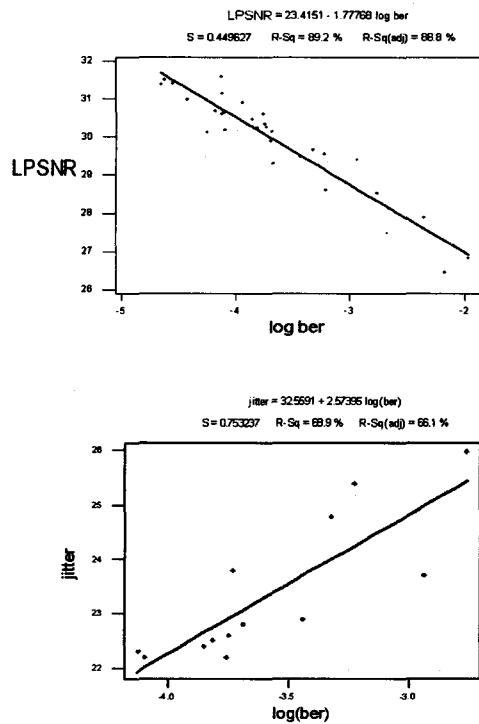 LPSNR = 23.4151 - 1.77768 log ber
S = 0.449627 R-Sq = 89.2 % R-Sq(adj) = 88.8 %
32
31
30
LPSNR
29
28
27
26
-5 -4 -3 -2
log ber
jitter = 32.5591 + 2.57395 log(ber)
S = 0.753237 R-Sq = 69.9 % R-Sq(adj) = 66.1 %
26
25
jitter
24
23
22
-4.0 -3.5 -3.0
log(ber)